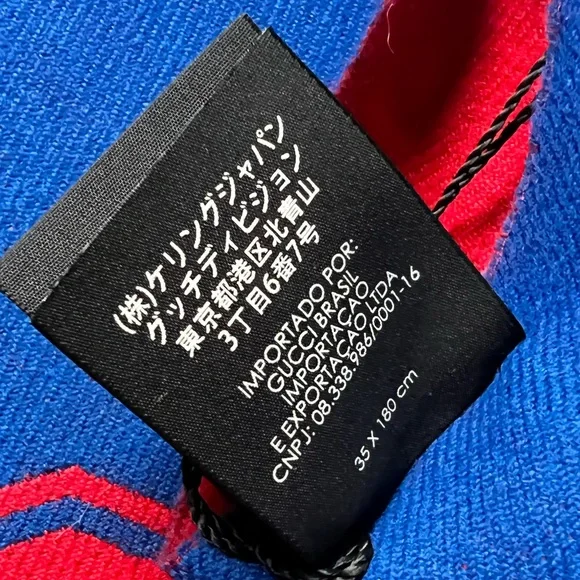 (株)ケリングジャパン
グッチディビジョン
東京都港区北青山
3丁目6番7号
IMPORTADO POR:
GUCCI BRASIL
IMPORTACAO
E EXPORTACAO LTDA
CNPJ: 08.338.986/0001-16
35 X 180 cm